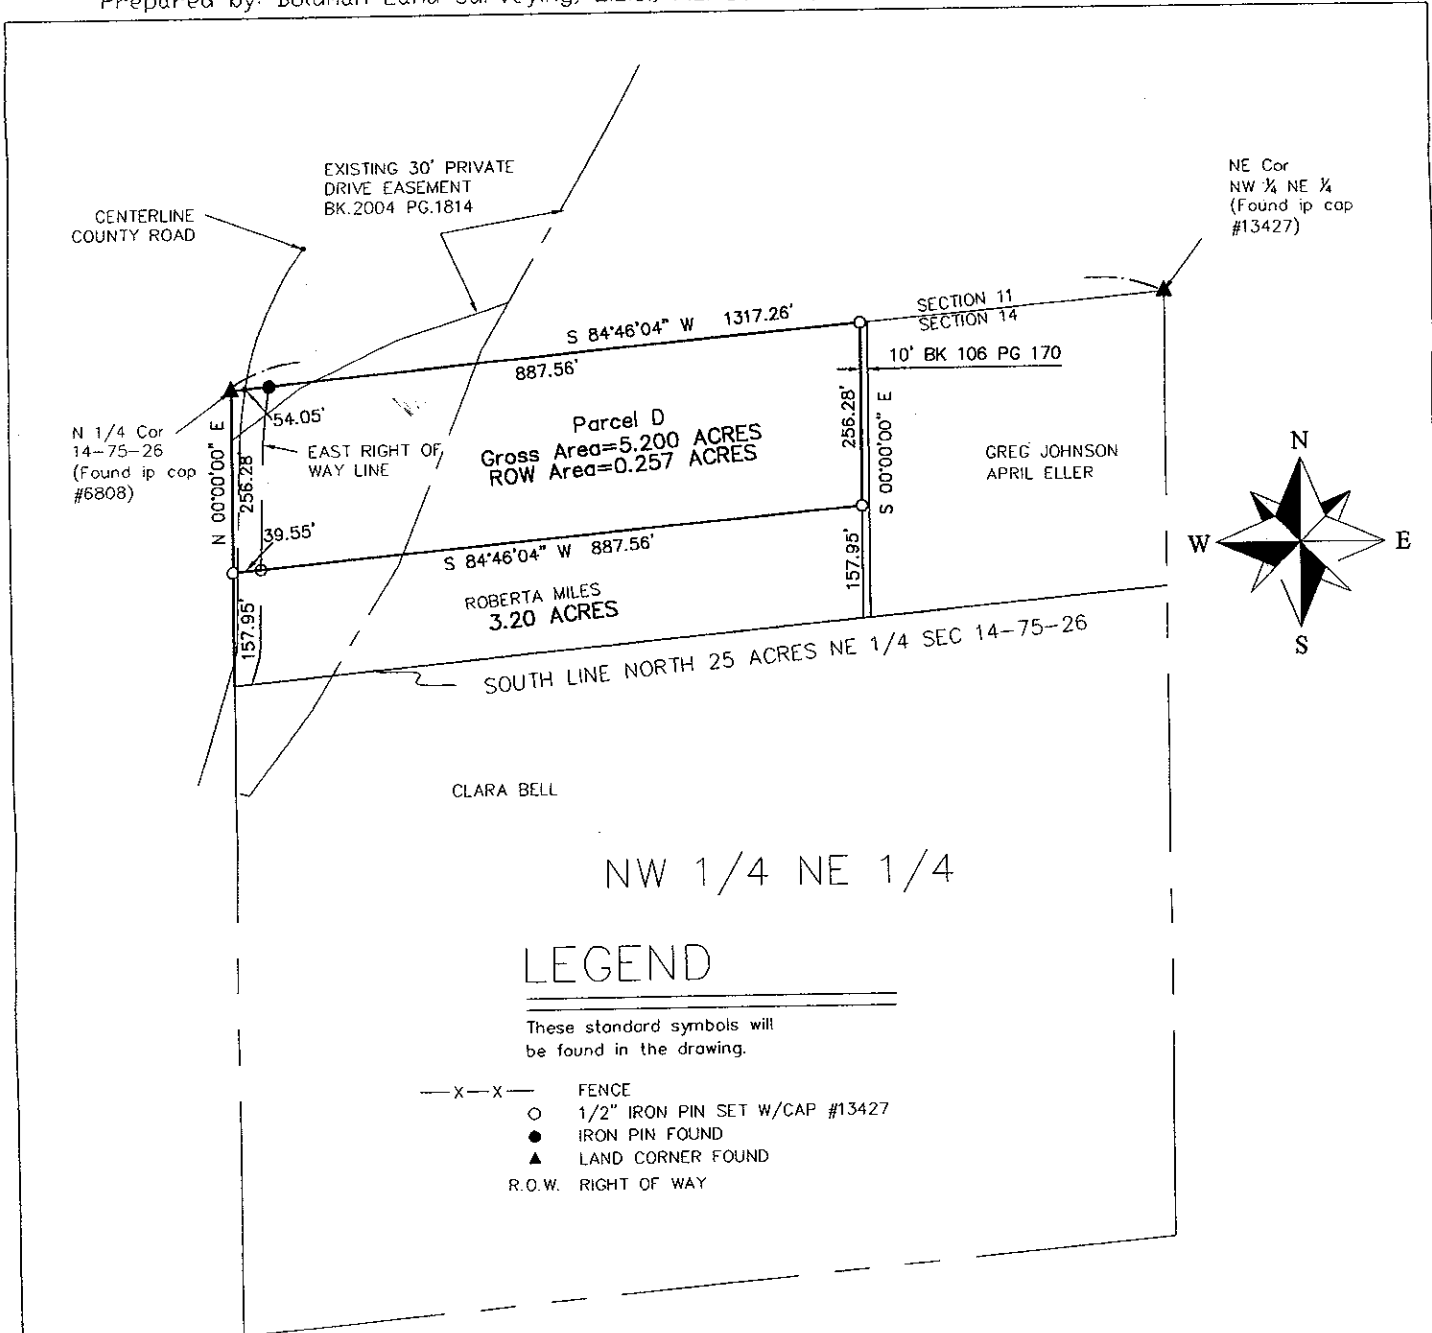 Prepared by: Boldman Land Surveying,
EXISTING 30' PRIVATE
DRIVE EASEMENT
BK.2004 PG.1814
CENTERLINE
COUNTY ROAD
NE Cor
NW ¼ NE ¼
(Found ip cap
#13427)
S 84°46'04" W 1317.26'
SECTION 11
SECTION 14
10' BK 106 PG 170
887.56'
54.05'
N 1/4 Cor
14-75-26
(Found ip cap
#6808)
N 00°00'00" E
256.28'
EAST RIGHT OF
WAY LINE
Parcel D
Gross Area=5.200 ACRES
ROW Area=0.257 ACRES
256.28'
S 00°00'00" E
GREG JOHNSON
APRIL ELLER
N
W
E
S
39.55'
S 84°46'04" W 887.56'
157.95'
ROBERTA MILES
3.20 ACRES
157.95'
SOUTH LINE NORTH 25 ACRES NE 1/4 SEC 14-75-26
CLARA BELL
NW 1/4 NE 1/4
LEGEND
These standard symbols will
be found in the drawing.
—x—x— FENCE
1/2" IRON PIN SET W/CAP #13427
IRON PIN FOUND
LAND CORNER FOUND
R.O.W. RIGHT OF WAY